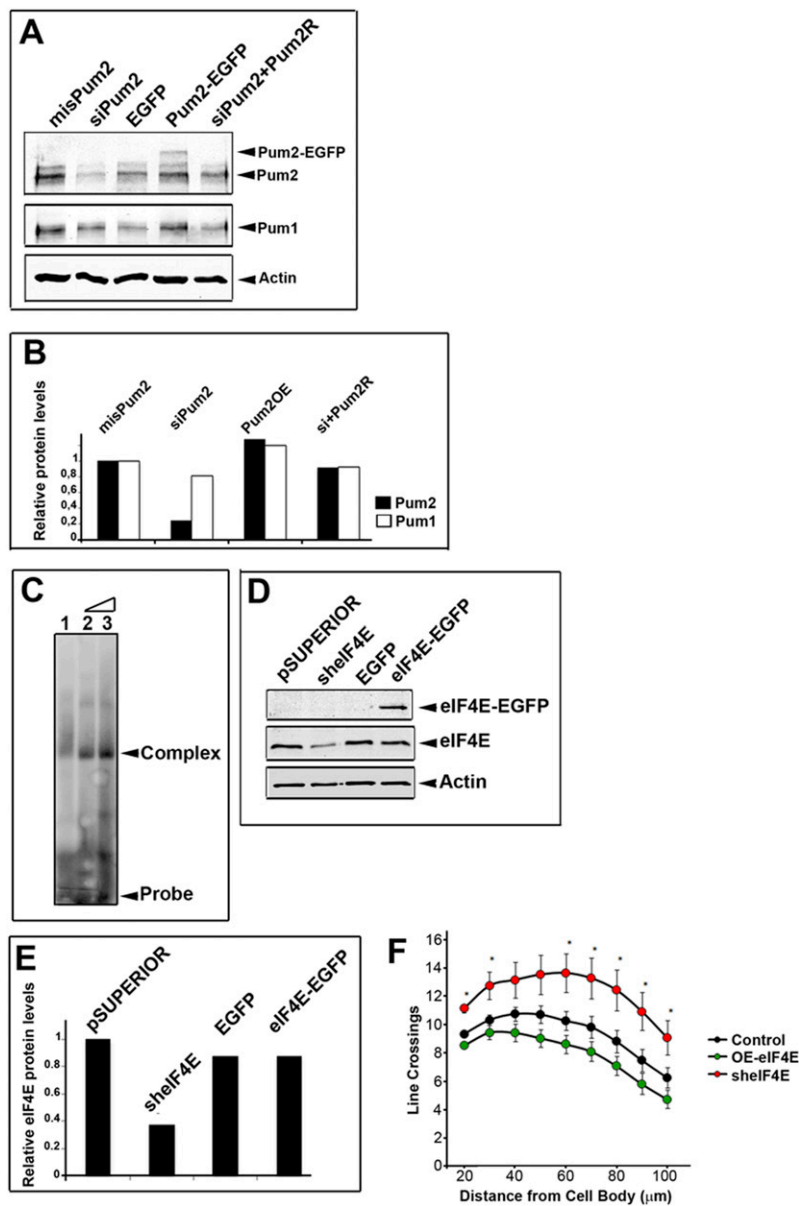 A
misPum2
siPum2
EGFP
Pum2-EGFP
siPum2+Pum2R
Pum2-EGFP
Pum2
Pum1
Actin
B
misPum2
siPum2
Pum2OE
si+Pum2R
Relative protein levels
1
0,8
0,6
0,4
0,2
Pum2
Pum1
C
1 2 3
Complex
Probe
D
pSUPERIOR
sheIF4E
EGFP
eIF4E-EGFP
eIF4E-EGFP
eIF4E
Actin
E
pSUPERIOR
sheIF4E
EGFP
eIF4E-EGFP
Relative eIF4E protein levels
1
0.8
0.6
0.4
0.2
0
F
Line Crossings
16
14
12
10
8
6
4
2
0
* * * * * * *
20 40 60 80 100
Distance from Cell Body (µm)
Control
OE-eIF4E
sheIF4E